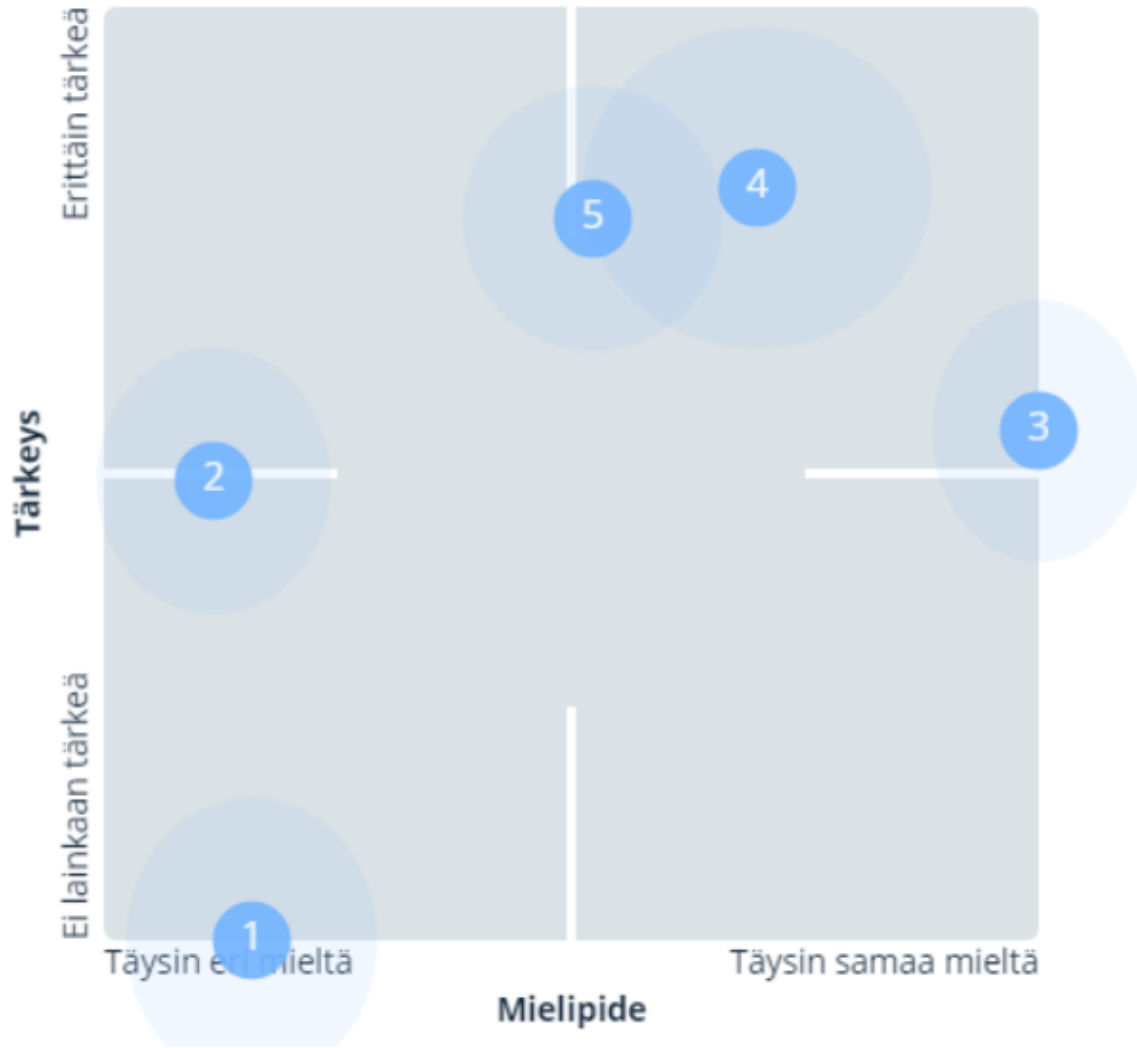 Erittäin tärkeä
4
5
3
2
Tärkeys
Ei lainkaan tärkeä
1
Täysin eri mieltä
Täysin samaa mieltä
Mielipide